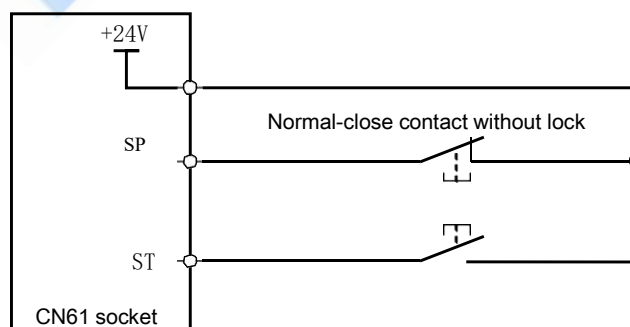 +24V
Normal-close contact without lock
SP
ST
CN61 socket